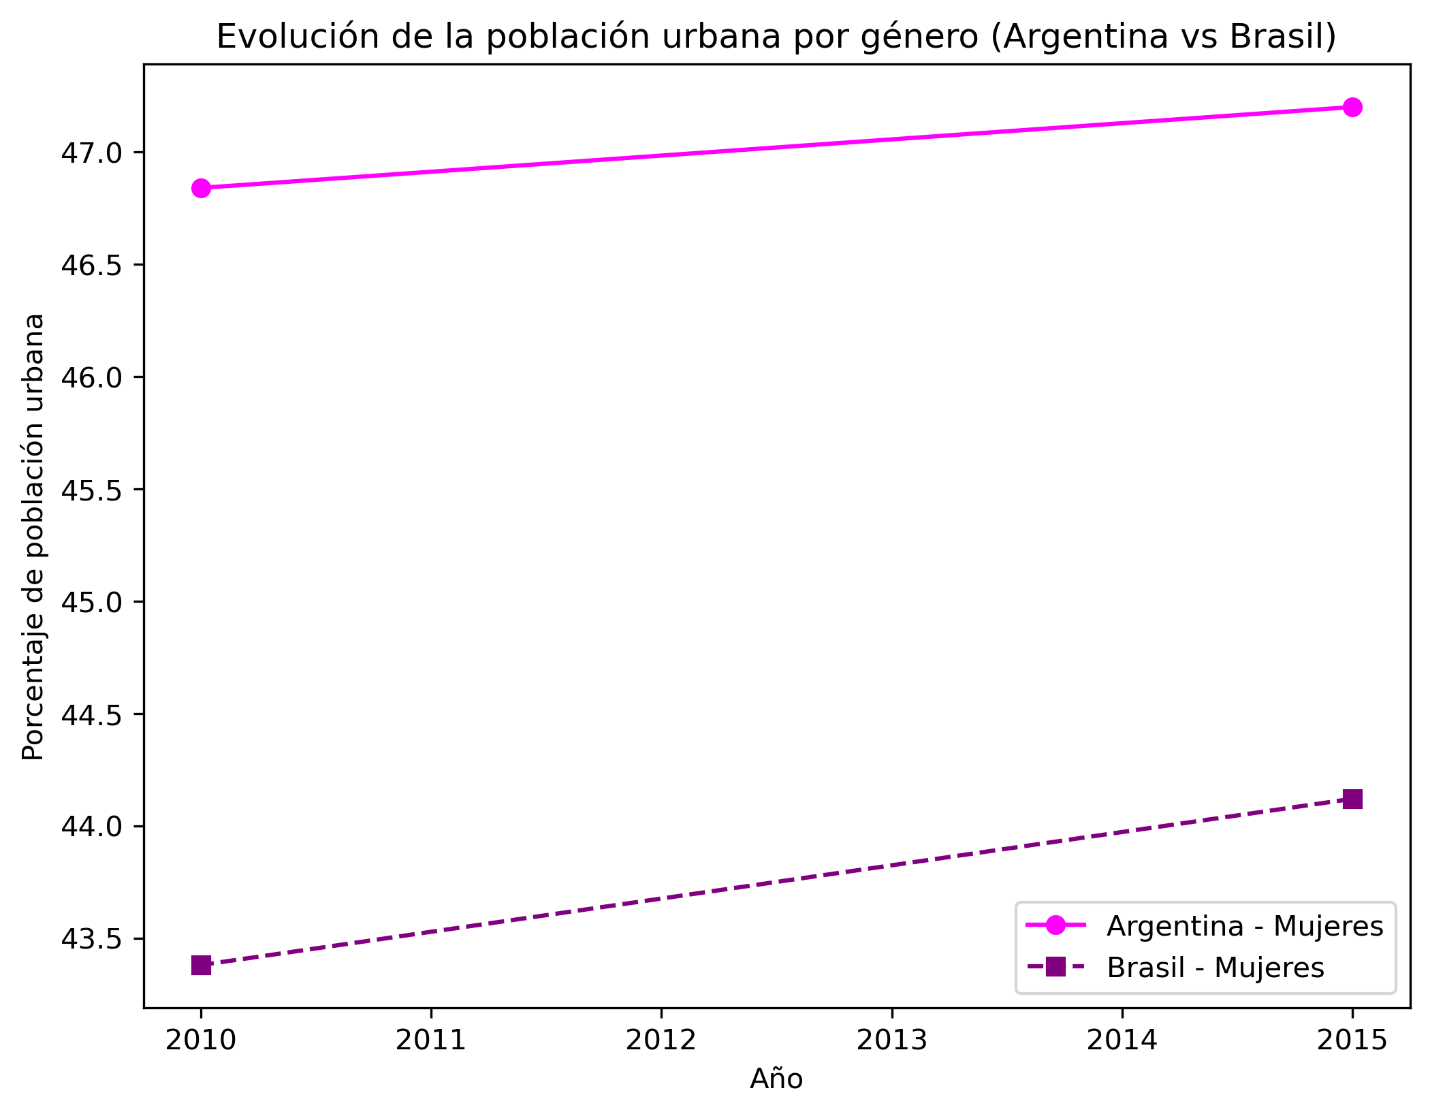 Evolución de la población urbana por género (Argentina vs Brasil)
Porcentaje de población urbana
47.0
46.5
46.0
45.5
45.0
44.5
44.0
43.5
Argentina - Mujeres
Brasil - Mujeres
2010 2011 2012 2013 2014 2015
Año